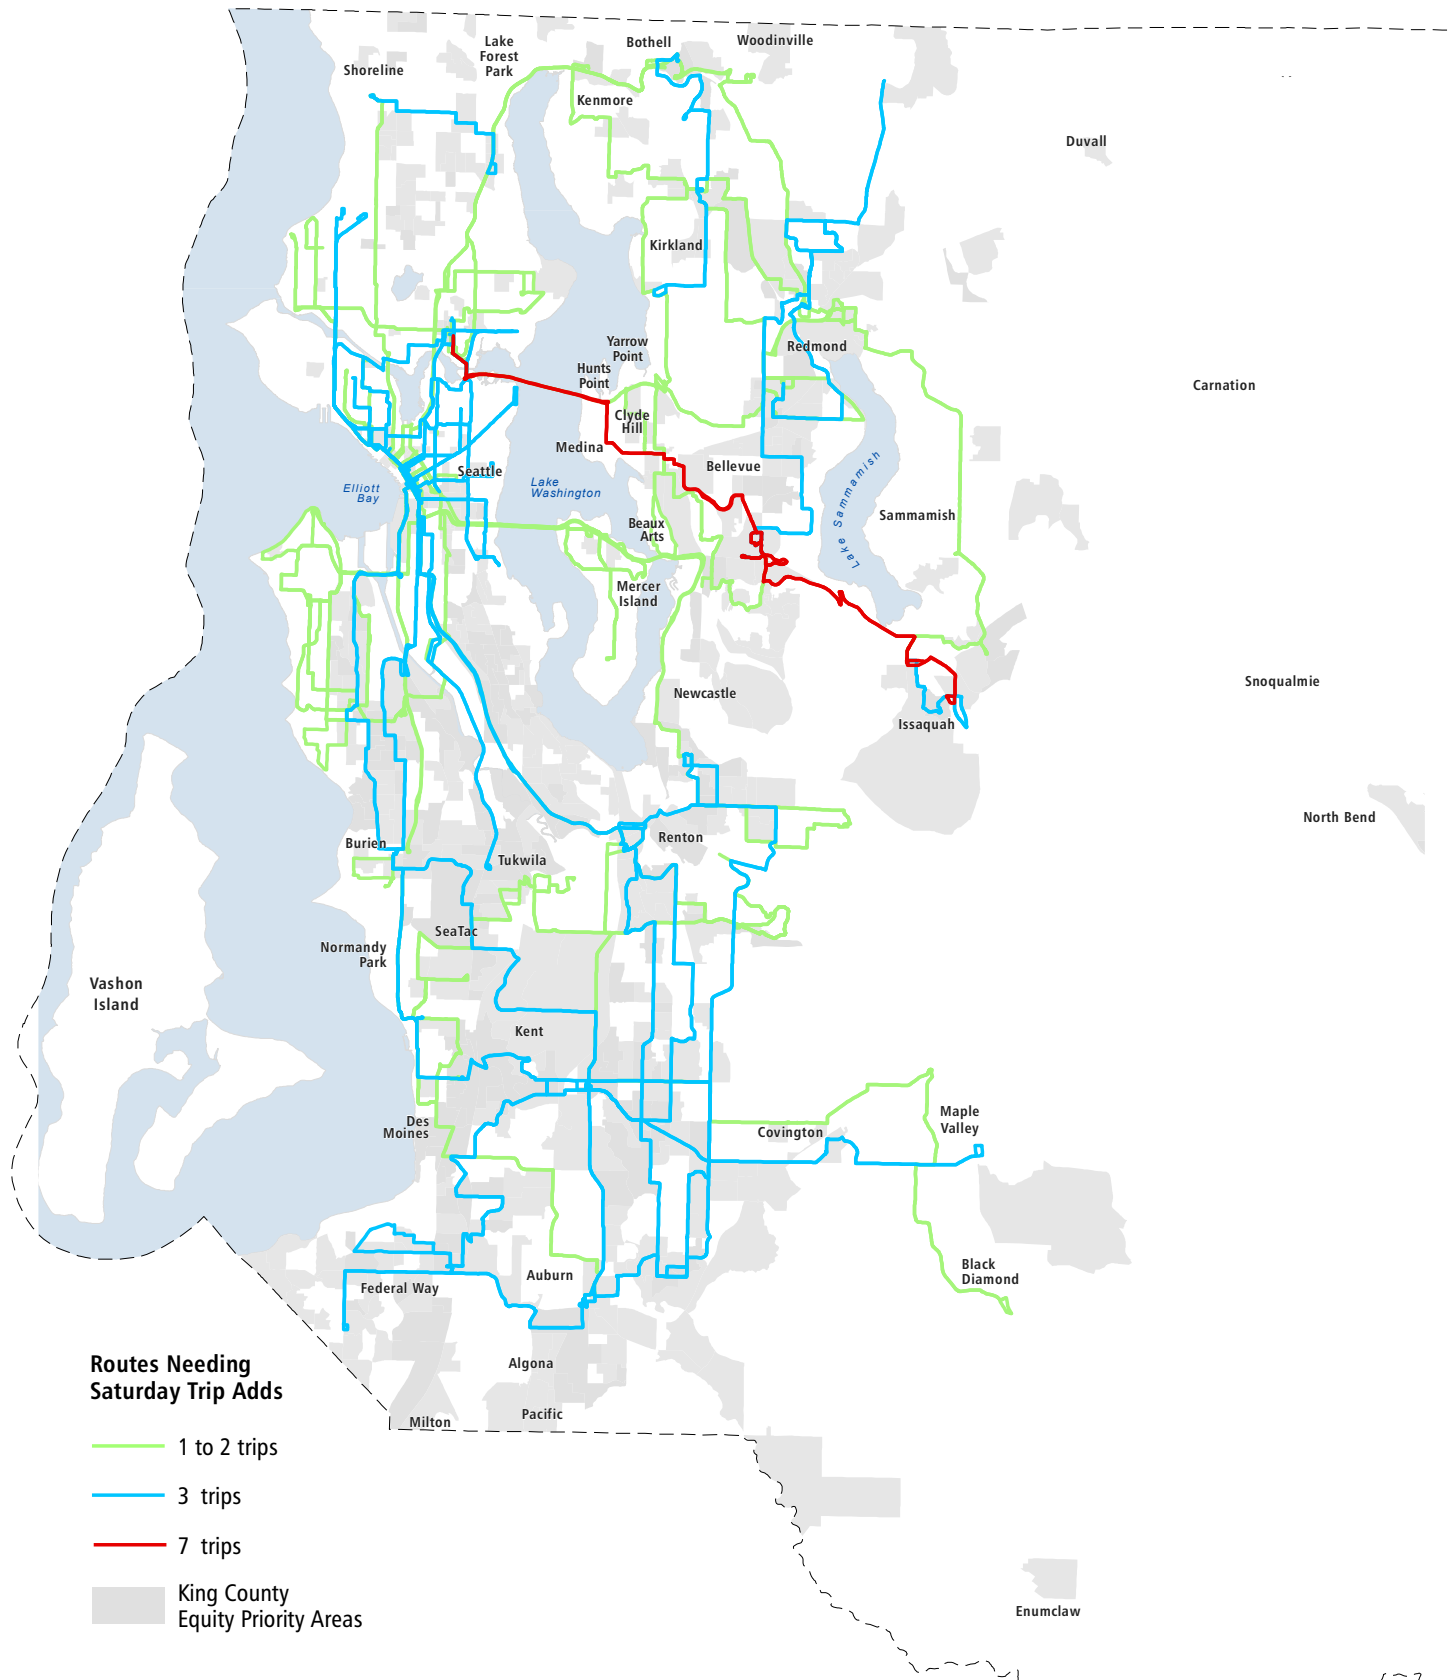 Lake
Forest
Park
Bothell
Woodinville
Shoreline
Kenmore
Duvall
Kirkland
Yarrow
Point
Redmond
Hunts
Point
Carnation
Clyde
Hill
Medina
Bellevue
Seattle
Elliott
Bay
Lake
Washington
Lake Sammamish
Sammamish
Beaux
Arts
Mercer
Island
Newcastle
Snoqualmie
Issaquah
North Bend
Renton
Burien
Tukwila
SeaTac
Normandy
Park
Vashon
Island
Kent
Des
Moines
Covington
Maple
Valley
Black
Diamond
Auburn
Federal Way
Algona
Pacific
Milton
Enumclaw
Routes Needing
Saturday Trip Adds
1 to 2 trips
3 trips
7 trips
King County
Equity Priority Areas